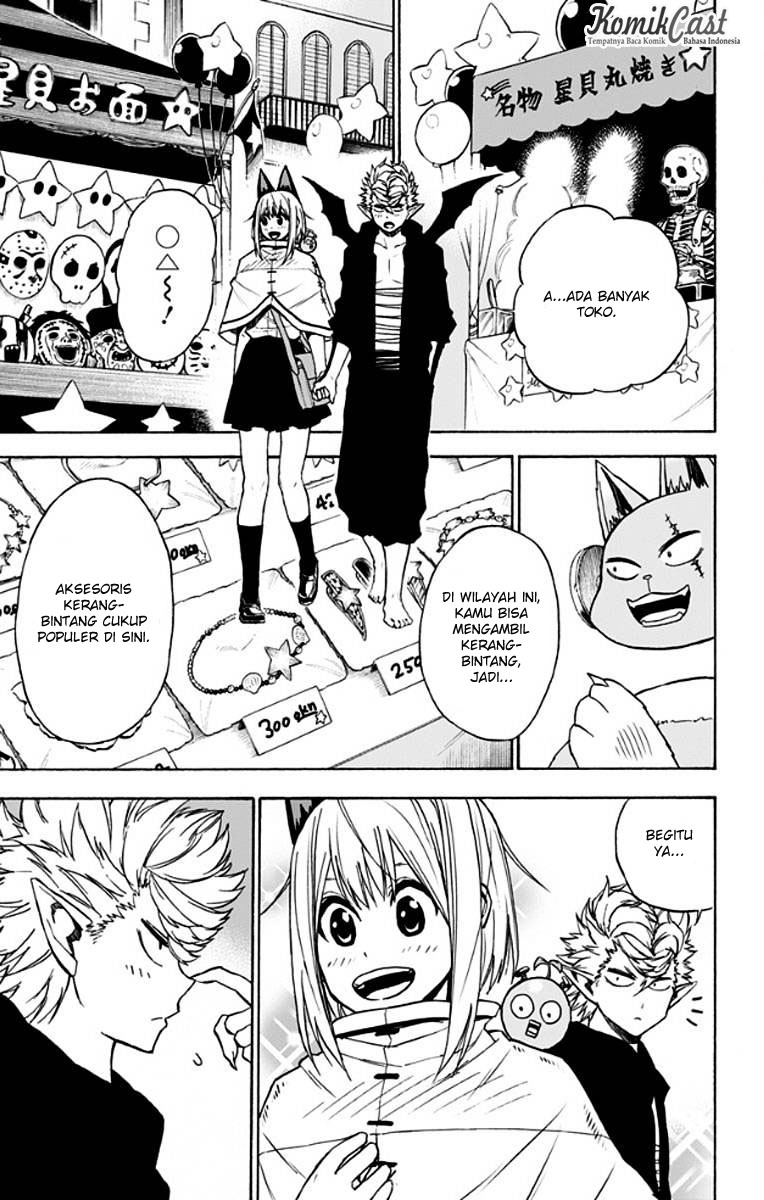 KomikCast
Tempatnya Baca Komik Bahasa Indonesia
名物 星貝丸焼き
星貝お面
A...ADA BANYAK
TOKO.
○△〜!
DI WILAYAH INI,
KAMU BISA
MENGAMBIL
KERANG-
BINTANG,
JADI...
AKSESORIS
KERANG-
BINTANG CUKUP
POPULER DI SINI.
300gkn
250
BEGITU
YA...